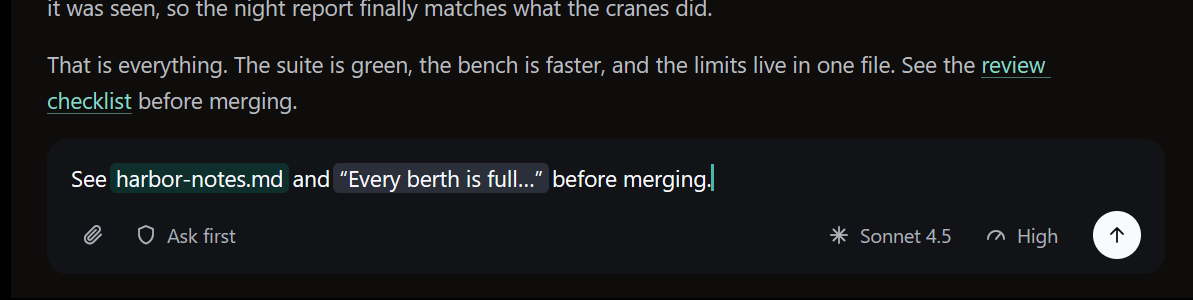 it was seen, so the night report finally matches what the cranes did.
That is everything. The suite is green, the bench is faster, and the limits live in one file. See the review
checklist before merging.
See harbor-notes.md and “Every berth is full...” before merging.
Ask first Sonnet 4.5 High